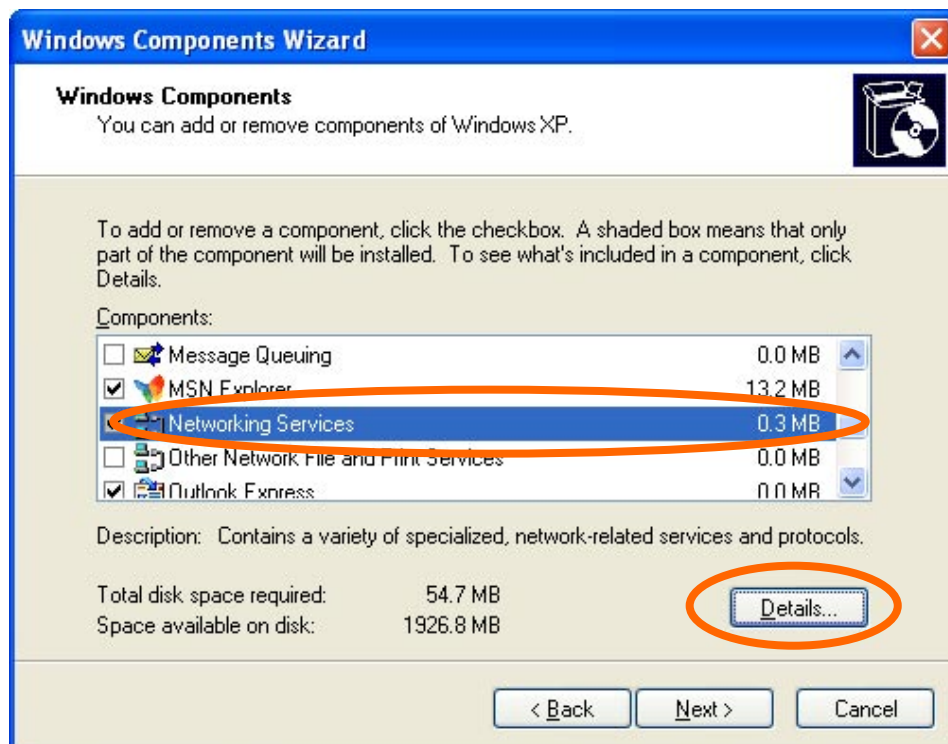 Windows Components Wizard
Windows Components
You can add or remove components of Windows XP.
To add or remove a component, click the checkbox. A shaded box means that only
part of the component will be installed. To see what's included in a component, click
Details.
Components:
Message Queuing 0.0 MB
MSN Explorer 13.2 MB
Networking Services 0.3 MB
Other Network File and Print Services 0.0 MB
Outlook Express 0.0 MB
Description: Contains a variety of specialized, network-related services and protocols.
Total disk space required: 54.7 MB
Space available on disk: 1926.8 MB
Details...
< Back Next > Cancel